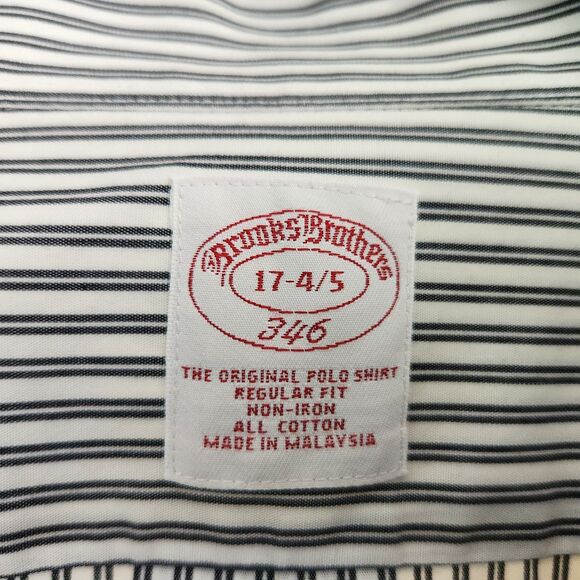 Brooks Brothers
17-4/5
346
THE ORIGINAL POLO SHIRT
REGULAR FIT
NON-IRON
ALL COTTON
MADE IN MALAYSIA